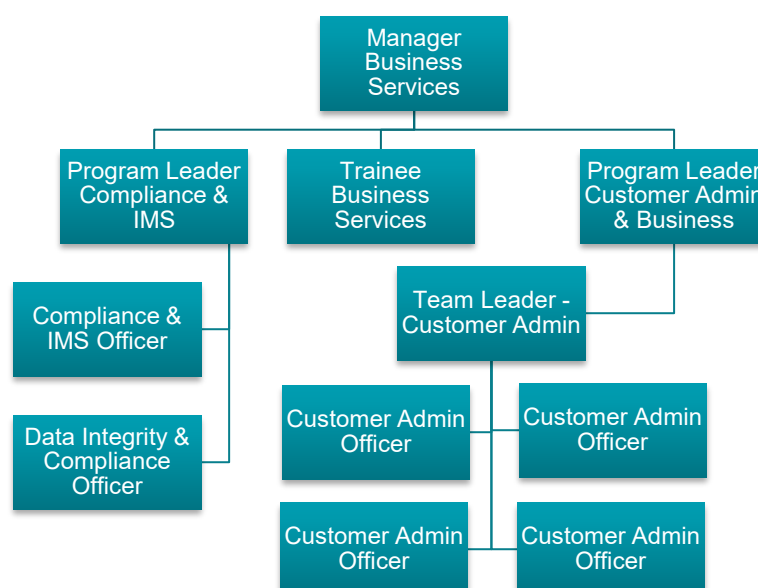 Manager
Business
Services
Program Leader
Compliance &
IMS
Trainee
Business
Services
Program Leader
Customer Admin
& Business
Compliance &
IMS Officer
Team Leader -
Customer Admin
Data Integrity &
Compliance
Officer
Customer Admin
Officer
Customer Admin
Officer
Customer Admin
Officer
Customer Admin
Officer